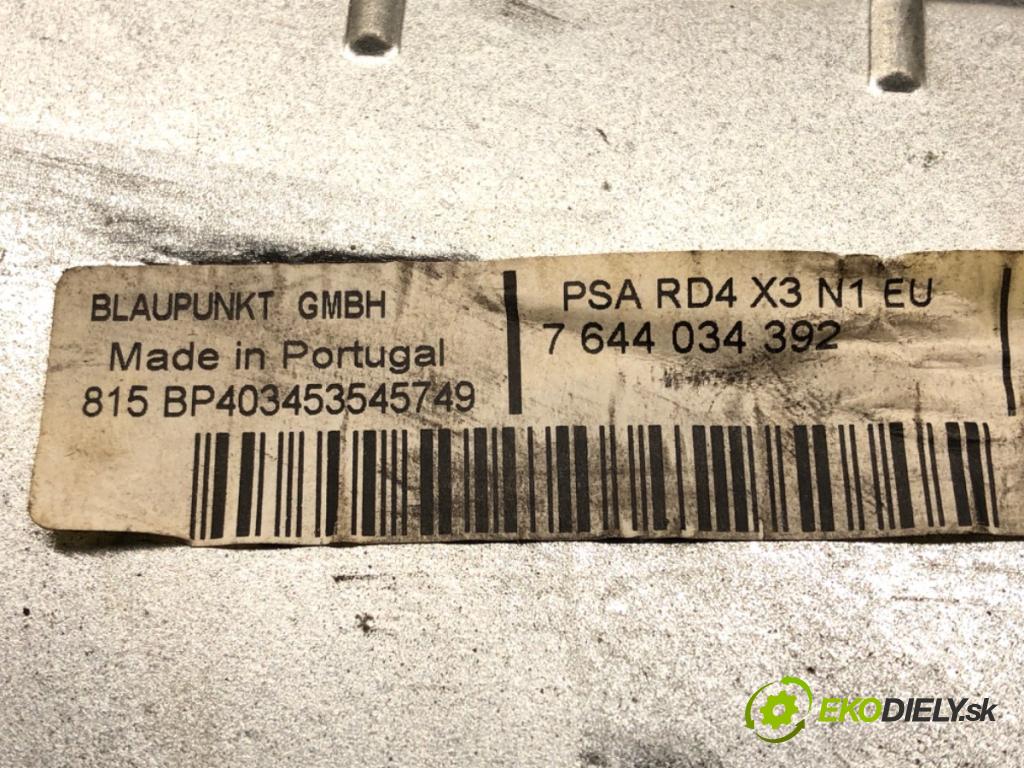 BLAUPUNKT GMBH
Made in Portugal
815 BP403453545749
PSA RD4 X3 N1 EU
7 644 034 392
EKODIELY.sk